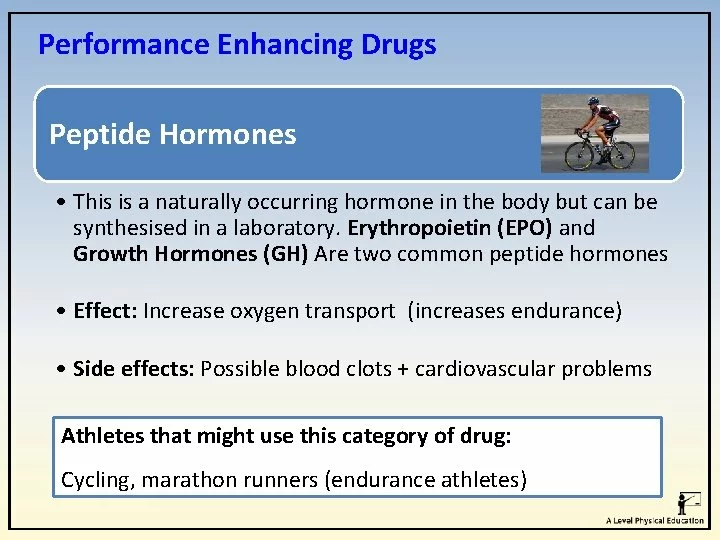 Performance Enhancing Drugs
Peptide Hormones
• This is a naturally occurring hormone in the body but can be
synthesised in a laboratory. Erythropoietin (EPO) and
Growth Hormones (GH) Are two common peptide hormones
• Effect: Increase oxygen transport (increases endurance)
• Side effects: Possible blood clots + cardiovascular problems
Athletes that might use this category of drug:
Cycling, marathon runners (endurance athletes)
A Level Physical Education